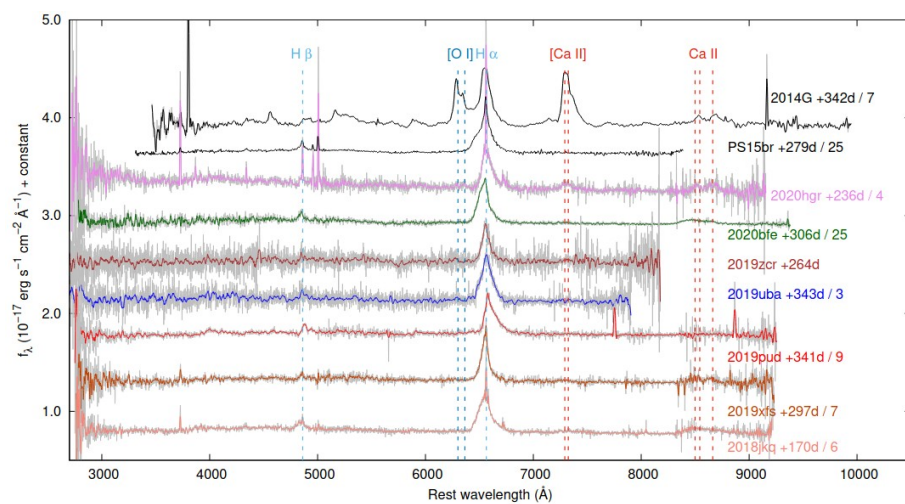 H β
[O I]
H α
[Ca II]
Ca II
5.0
4.0
3.0
2.0
1.0
f_λ (10⁻¹⁷ erg s⁻¹ cm⁻² Å⁻¹) + constant
2014G +342d / 7
PS15br +279d / 25
2020hgr +236d / 4
2020bfe +306d / 25
2019zcr +264d
2019uba +343d / 3
2019pud +341d / 9
2019xfs +297d / 7
2018jkq +170d / 6
3000 4000 5000 6000 7000 8000 9000 10000
Rest wavelength (Å)